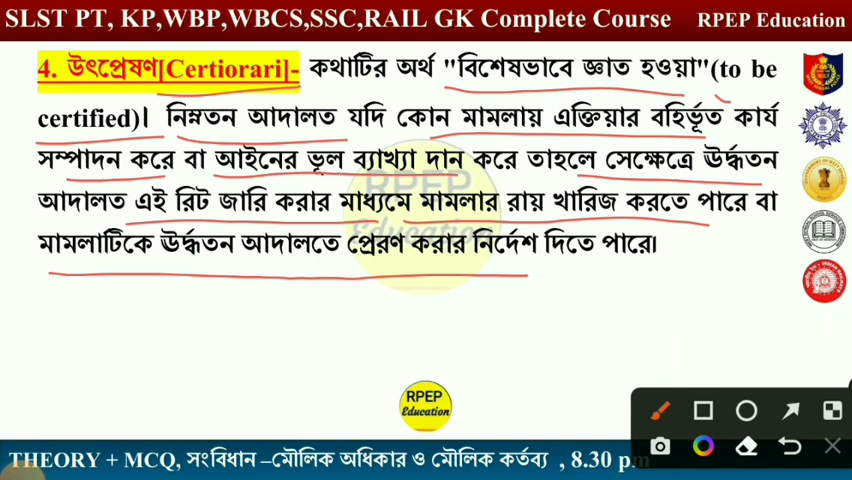 SLST PT, KP,WBP,WBCS,SSC,RAIL GK Complete Course RPEP Education
4. উৎপ্রেষণ[Certiorari]- কথাটির অর্থ "বিশেষভাবে জ্ঞাত হওয়া"(to be
certified)। নিম্নতন আদালত যদি কোন মামলায় এক্তিয়ার বহির্ভূত কার্য
সম্পাদন করে বা আইনের ভূল ব্যাখ্যা দান করে তাহলে সেক্ষেত্রে ঊর্দ্ধতন
আদালত এই রিট জারি করার মাধ্যমে মামলার রায় খারিজ করতে পারে বা
মামলাটিকে ঊর্দ্ধতন আদালতে প্রেরণ করার নির্দেশ দিতে পারে।
RPEP
Education
THEORY + MCQ, সংবিধান –মৌলিক অধিকার ও মৌলিক কর্তব্য , 8.30 pm